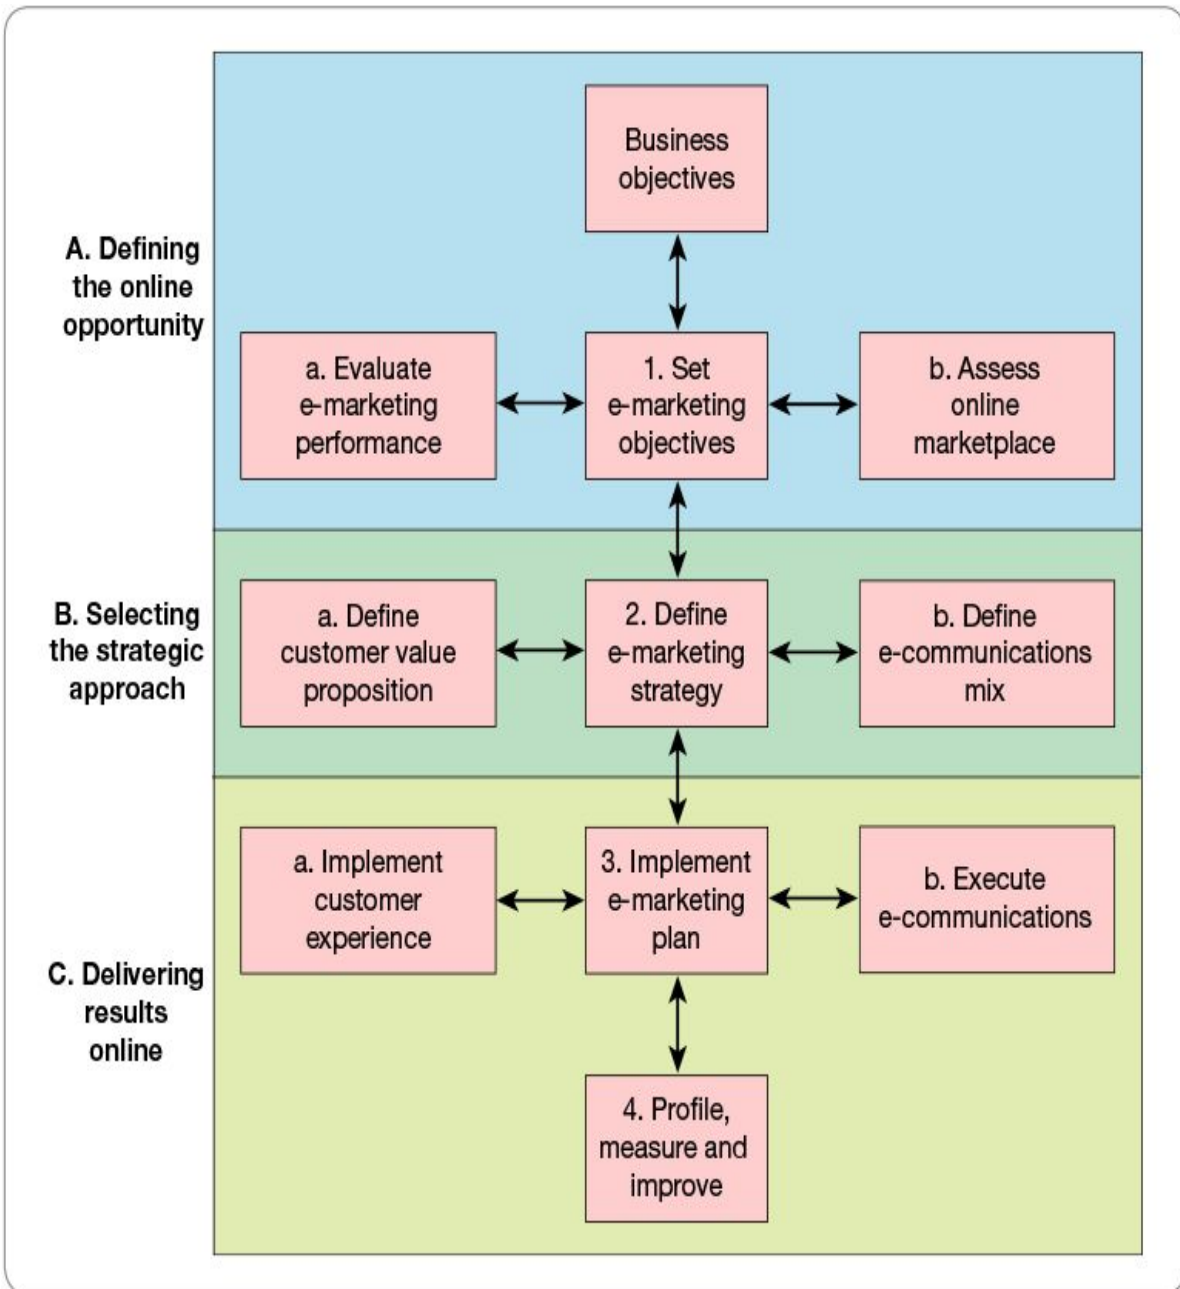 Business
objectives
A. Defining
the online
opportunity
a. Evaluate
e-marketing
performance
1. Set
e-marketing
objectives
b. Assess
online
marketplace
B. Selecting
the strategic
approach
a. Define
customer value
proposition
2. Define
e-marketing
strategy
b. Define
e-communications
mix
a. Implement
customer
experience
3. Implement
e-marketing
plan
b. Execute
e-communications
C. Delivering
results
online
4. Profile,
measure and
improve